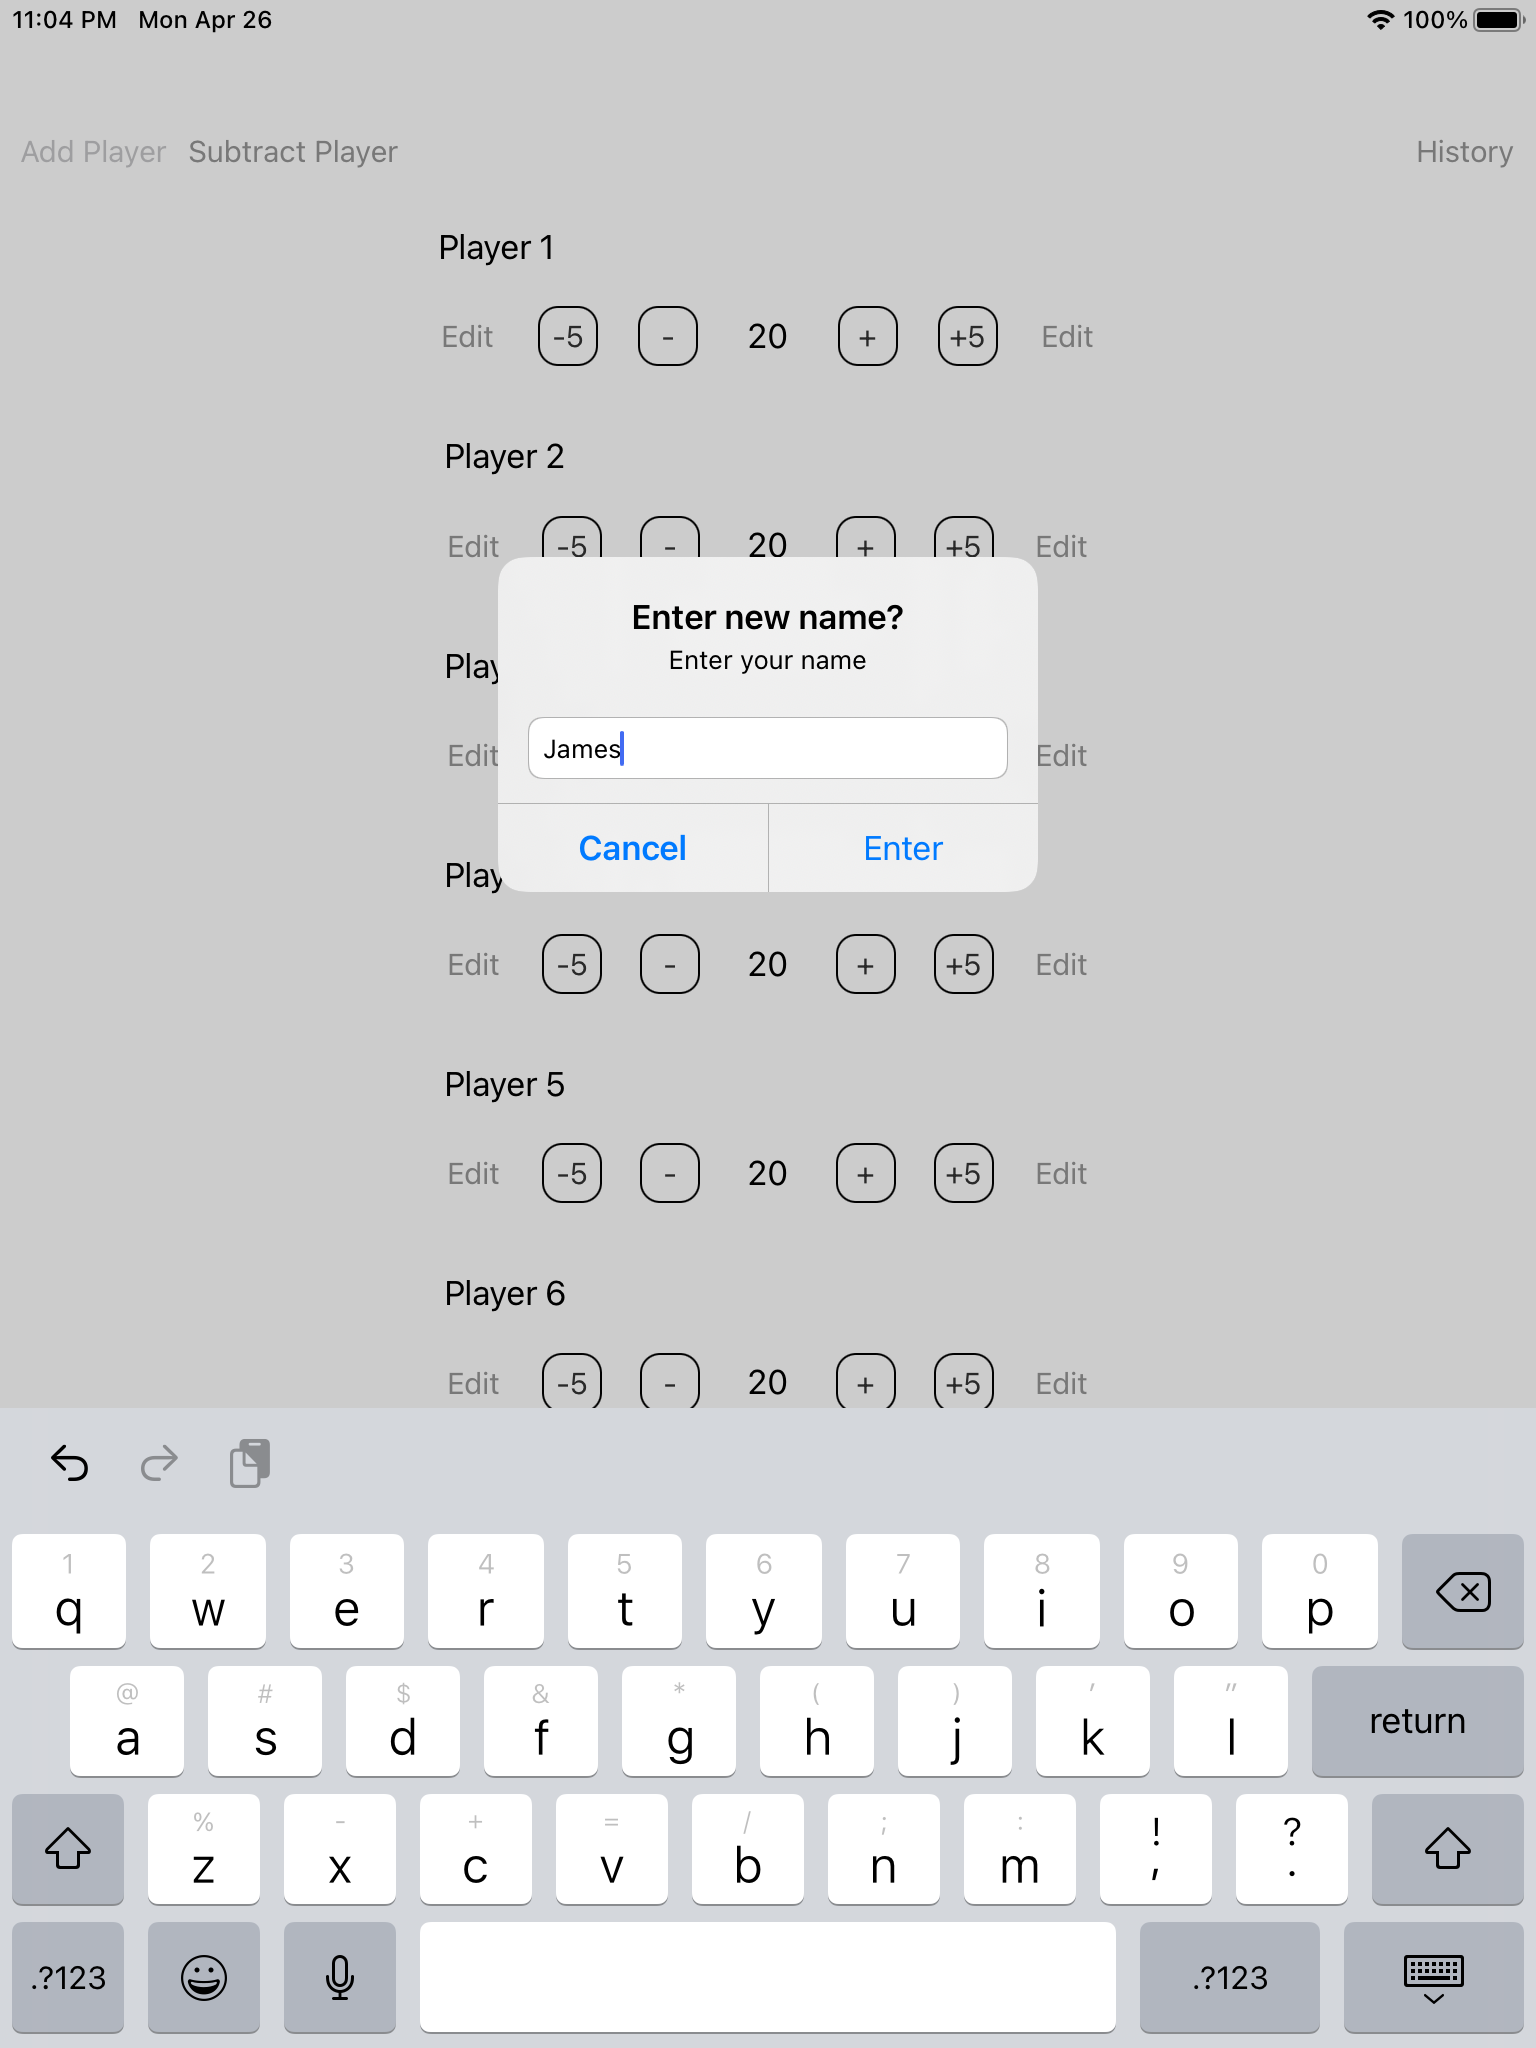 11:04 PM Mon Apr 26 100%
Add Player Subtract Player History
Player 1
Edit -5 - 20 + +5 Edit
Player 2
Edit -5 - 20 + +5 Edit
Enter new name?
Enter your name
Play
James
Edit Edit
Cancel Enter
Play
Edit -5 - 20 + +5 Edit
Player 5
Edit -5 - 20 + +5 Edit
Player 6
Edit -5 - 20 + +5 Edit
1 2 3 4 5 6 7 8 9 0
q w e r t y u i o p
@ # $ & * ( ) ' "
a s d f g h j k l return
% - + = / ; : ! ?
z x c v b n m , .
.?123 .?123